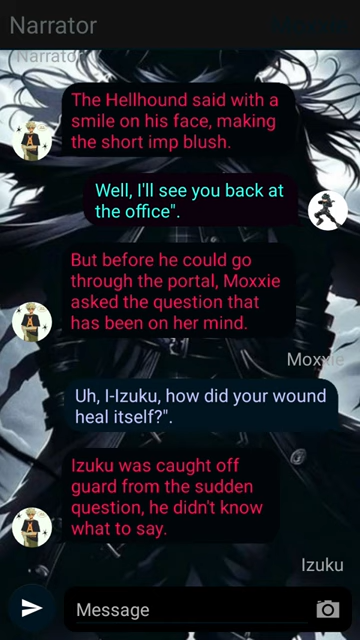 Narrator
Moxxie
Narrator
The Hellhound said with a
smile on his face, making
the short imp blush.
Well, I'll see you back at
the office".
But before he could go
through the portal, Moxxie
asked the question that
has been on her mind.
Moxxie
Uh, I-Izuku, how did your wound
heal itself?".
Izuku was caught off
guard from the sudden
question, he didn't know
what to say.
Izuku
Message